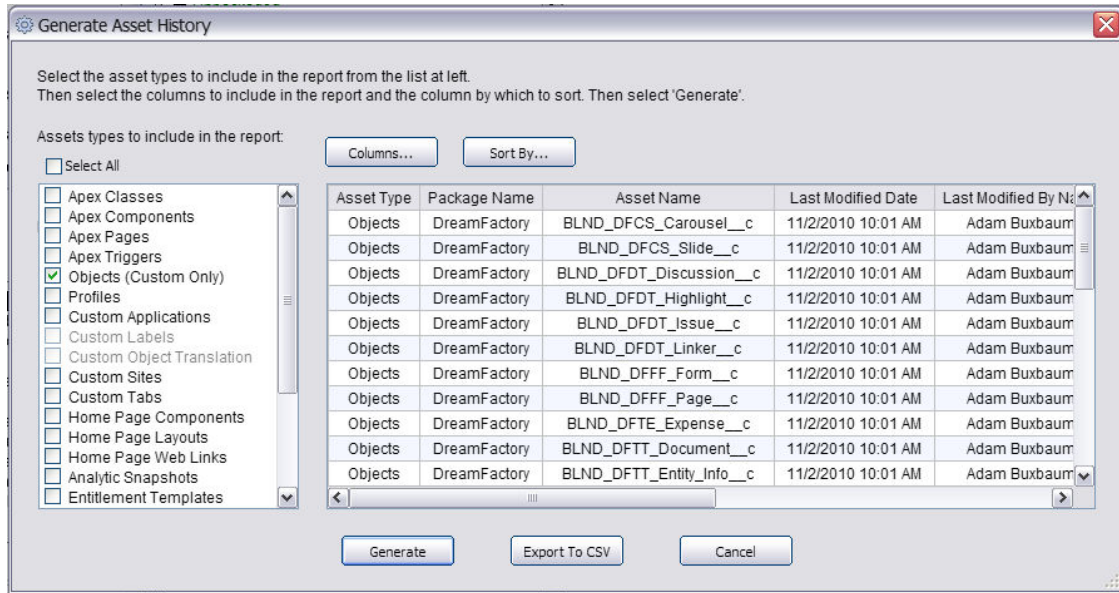 Generate Asset History
Select the asset types to include in the report from the list at left.
Then select the columns to include in the report and the column by which to sort. Then select 'Generate'.
Assets types to include in the report:
Select All
Columns...
Sort By...
Apex Classes
Apex Components
Apex Pages
Apex Triggers
Objects (Custom Only)
Profiles
Custom Applications
Custom Labels
Custom Object Translation
Custom Sites
Custom Tabs
Home Page Components
Home Page Layouts
Home Page Web Links
Analytic Snapshots
Entitlement Templates
Asset Type Package Name Asset Name Last Modified Date Last Modified By
Objects DreamFactory BLND_DFCS_Carousel__c 11/2/2010 10:01 AM Adam Buxbaum
Objects DreamFactory BLND_DFCS_Slide__c 11/2/2010 10:01 AM Adam Buxbaum
Objects DreamFactory BLND_DFDT_Discussion__c 11/2/2010 10:01 AM Adam Buxbaum
Objects DreamFactory BLND_DFDT_Highlight__c 11/2/2010 10:01 AM Adam Buxbaum
Objects DreamFactory BLND_DFDT_Issue__c 11/2/2010 10:01 AM Adam Buxbaum
Objects DreamFactory BLND_DFDT_Linker__c 11/2/2010 10:01 AM Adam Buxbaum
Objects DreamFactory BLND_DFFF_Form__c 11/2/2010 10:01 AM Adam Buxbaum
Objects DreamFactory BLND_DFFF_Page__c 11/2/2010 10:01 AM Adam Buxbaum
Objects DreamFactory BLND_DFTE_Expense__c 11/2/2010 10:01 AM Adam Buxbaum
Objects DreamFactory BLND_DFTT_Document__c 11/2/2010 10:01 AM Adam Buxbaum
Objects DreamFactory BLND_DFTT_Entity_Info__c 11/2/2010 10:01 AM Adam Buxbaum
Generate
Export To CSV
Cancel